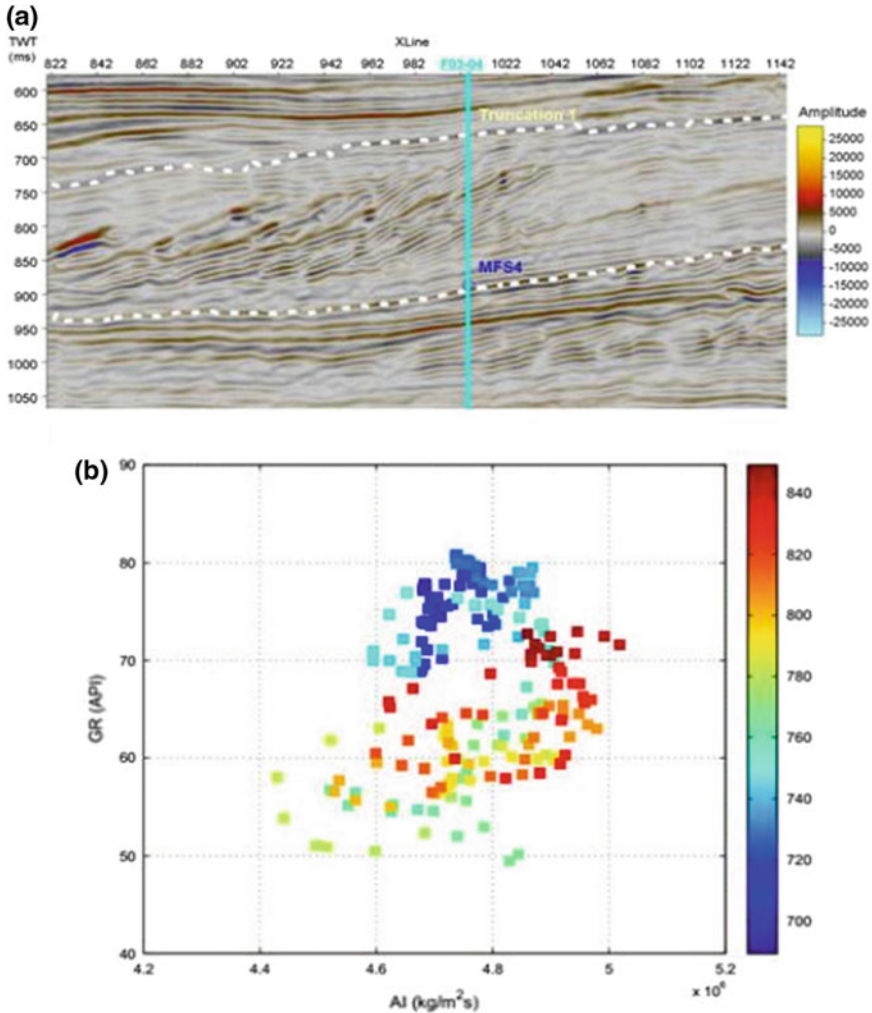 (a)
TWT
(ms)
XLine
822 842 862 882 902 922 942 962 982 F03-04 1022 1042 1062 1082 1102 1122 1142
600
650
700
750
800
850
900
950
1000
1050
Truncation 1
MFS4
Amplitude
25000
20000
15000
10000
5000
0
-5000
-10000
-15000
-20000
-25000
(b)
GR (API)
90
80
70
60
50
40
4.2 4.4 4.6 4.8 5 5.2
x 10⁶
AI (kg/m²s)
840
820
800
780
760
740
720
700